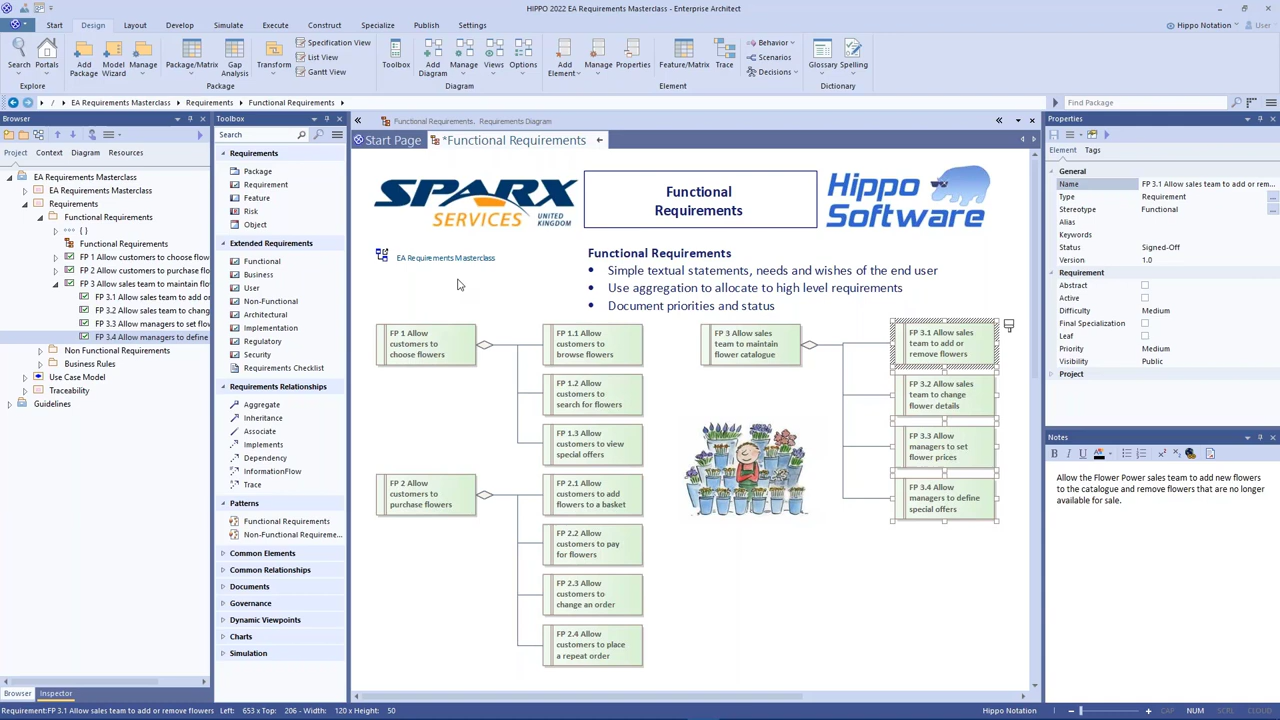 HIPPO 2022 EA Requirements Masterclass - Enterprise Architect
Start Design Layout Develop Simulate Execute Construct Specialize Publish Settings Hippo Notation User
Search Portals Add Package Model Wizard Manage Package/Matrix Gap Analysis Transform Specification View List View Gantt View Toolbox Add Diagram Manage Views Options Add Element Manage Properties Feature/Matrix Trace Behavior Scenarios Decisions Glossary Spelling
Explore Package Diagram Element Dictionary
/ EA Requirements Masterclass Requirements Functional Requirements Find Package
Browser
Project Context Diagram Resources
EA Requirements Masterclass
EA Requirements Masterclass
Requirements
Functional Requirements
{ }
Functional Requirements
FP 1 Allow customers to choose flow
FP 2 Allow customers to purchase flo
FP 3 Allow sales team to maintain flo
FP 3.1 Allow sales team to add or
FP 3.2 Allow sales team to chang
FP 3.3 Allow managers to set flow
FP 3.4 Allow managers to define
Non Functional Requirements
Business Rules
Use Case Model
Traceability
Guidelines
Browser Inspector
Toolbox
Search
Requirements
Package
Requirement
Feature
Risk
Object
Extended Requirements
Functional
Business
User
Non-Functional
Architectural
Implementation
Regulatory
Security
Requirements Checklist
Requirements Relationships
Aggregate
Inheritance
Associate
Implements
Dependency
InformationFlow
Trace
Patterns
Functional Requirements
Non-Functional Requireme...
Common Elements
Common Relationships
Documents
Governance
Dynamic Viewpoints
Charts
Simulation
Functional Requirements. Requirements Diagram
Start Page *Functional Requirements
SPARX
SERVICES UNITED
KINGDOM
Functional
Requirements
Hippo
Software
EA Requirements Masterclass
Functional Requirements
• Simple textual statements, needs and wishes of the end user
• Use aggregation to allocate to high level requirements
• Document priorities and status
FP 1 Allow
customers to
choose flowers
FP 1.1 Allow
customers to
browse flowers
FP 1.2 Allow
customers to
search for flowers
FP 1.3 Allow
customers to view
special offers
FP 2 Allow
customers to
purchase flowers
FP 2.1 Allow
customers to add
flowers to a basket
FP 2.2 Allow
customers to pay
for flowers
FP 2.3 Allow
customers to
change an order
FP 2.4 Allow
customers to place
a repeat order
FP 3 Allow sales
team to maintain
flower catalogue
FP 3.1 Allow sales
team to add or
remove flowers
FP 3.2 Allow sales
team to change
flower details
FP 3.3 Allow
managers to set
flower prices
FP 3.4 Allow
managers to define
special offers
Properties
Element Tags
General
Name FP 3.1 Allow sales team to add or rem...
Type Requirement
Stereotype Functional
Alias
Keywords
Status Signed-Off
Version 1.0
Requirement
Abstract
Active
Difficulty Medium
Final Specialization
Leaf
Priority Medium
Visibility Public
Project
Notes
B I U A
Allow the Flower Power sales team to add new flowers
to the catalogue and remove flowers that are no longer
available for sale.
Requirement:FP 3.1 Allow sales team to add or remove flowers Left: 653 x Top: 206 - Width: 120 x Height: 50 Hippo Notation CAP NUM SCRL CLOUD